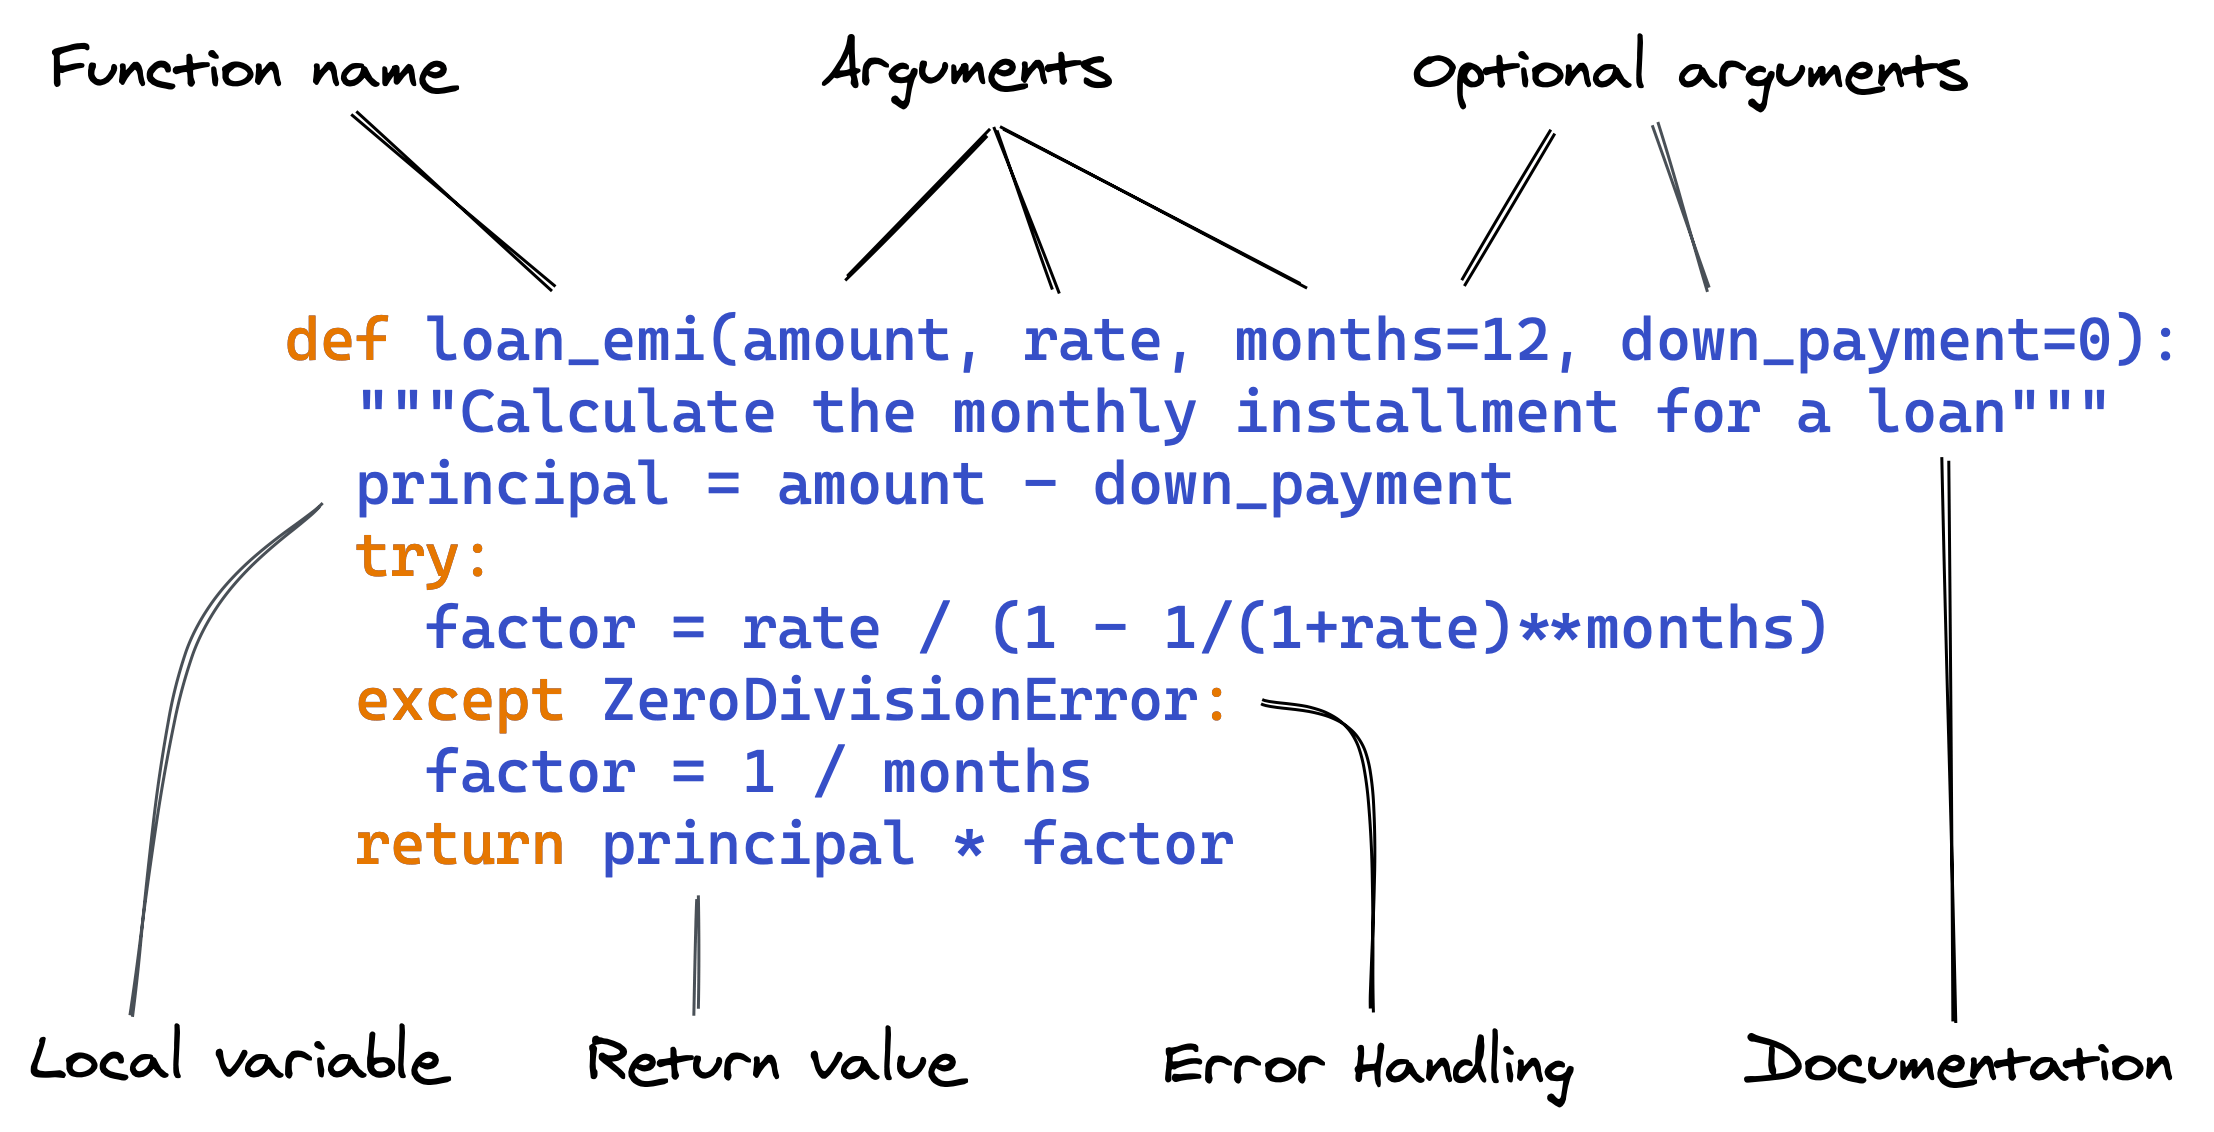 Function name
Arguments
Optional arguments
def loan_emi(amount, rate, months=12, down_payment=0):
"""Calculate the monthly installment for a loan"""
principal = amount - down_payment
try:
factor = rate / (1 - 1/(1+rate)**months)
except ZeroDivisionError:
factor = 1 / months
return principal * factor
Local variable
Return value
Error Handling
Documentation